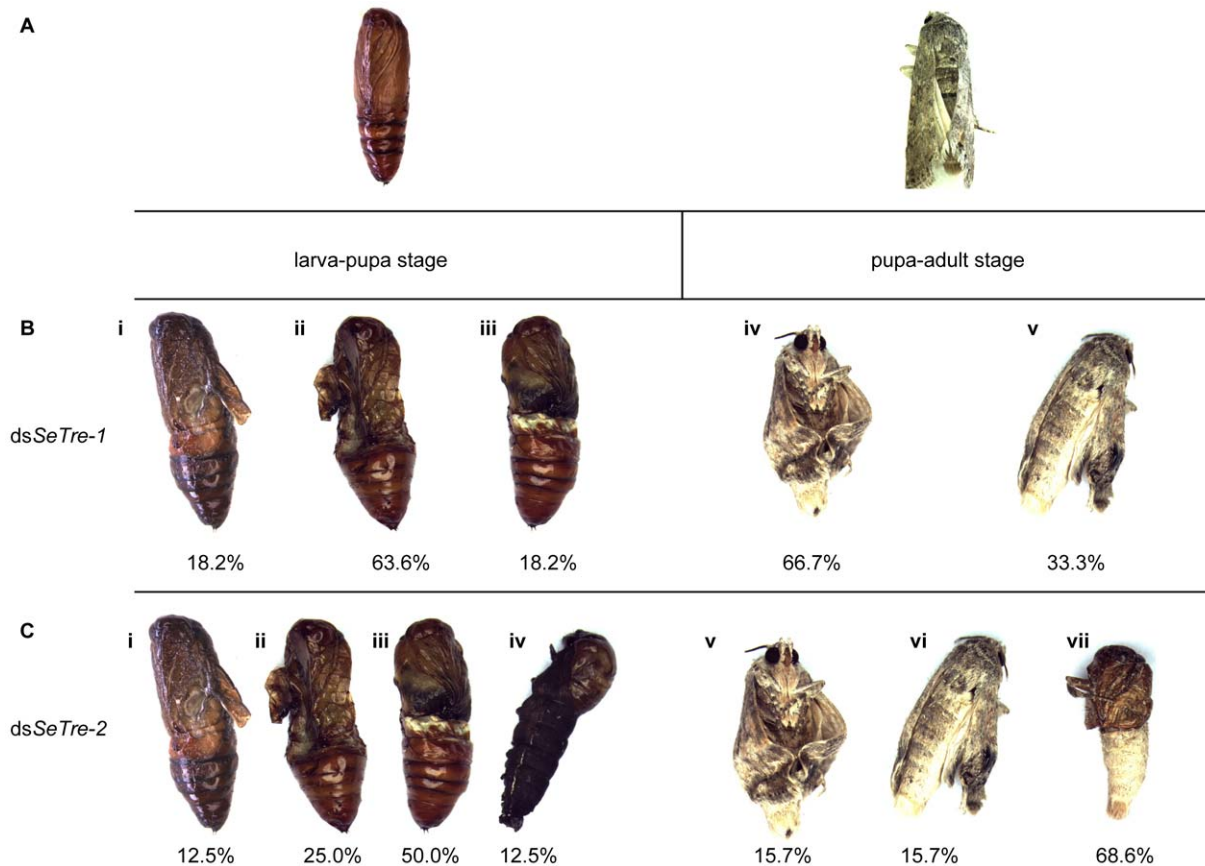 A
larva-pupa stage pupa-adult stage
B i ii iii iv v
dsSeTre-1
18.2% 63.6% 18.2% 66.7% 33.3%
C i ii iii iv v vi vii
dsSeTre-2
12.5% 25.0% 50.0% 12.5% 15.7% 15.7% 68.6%